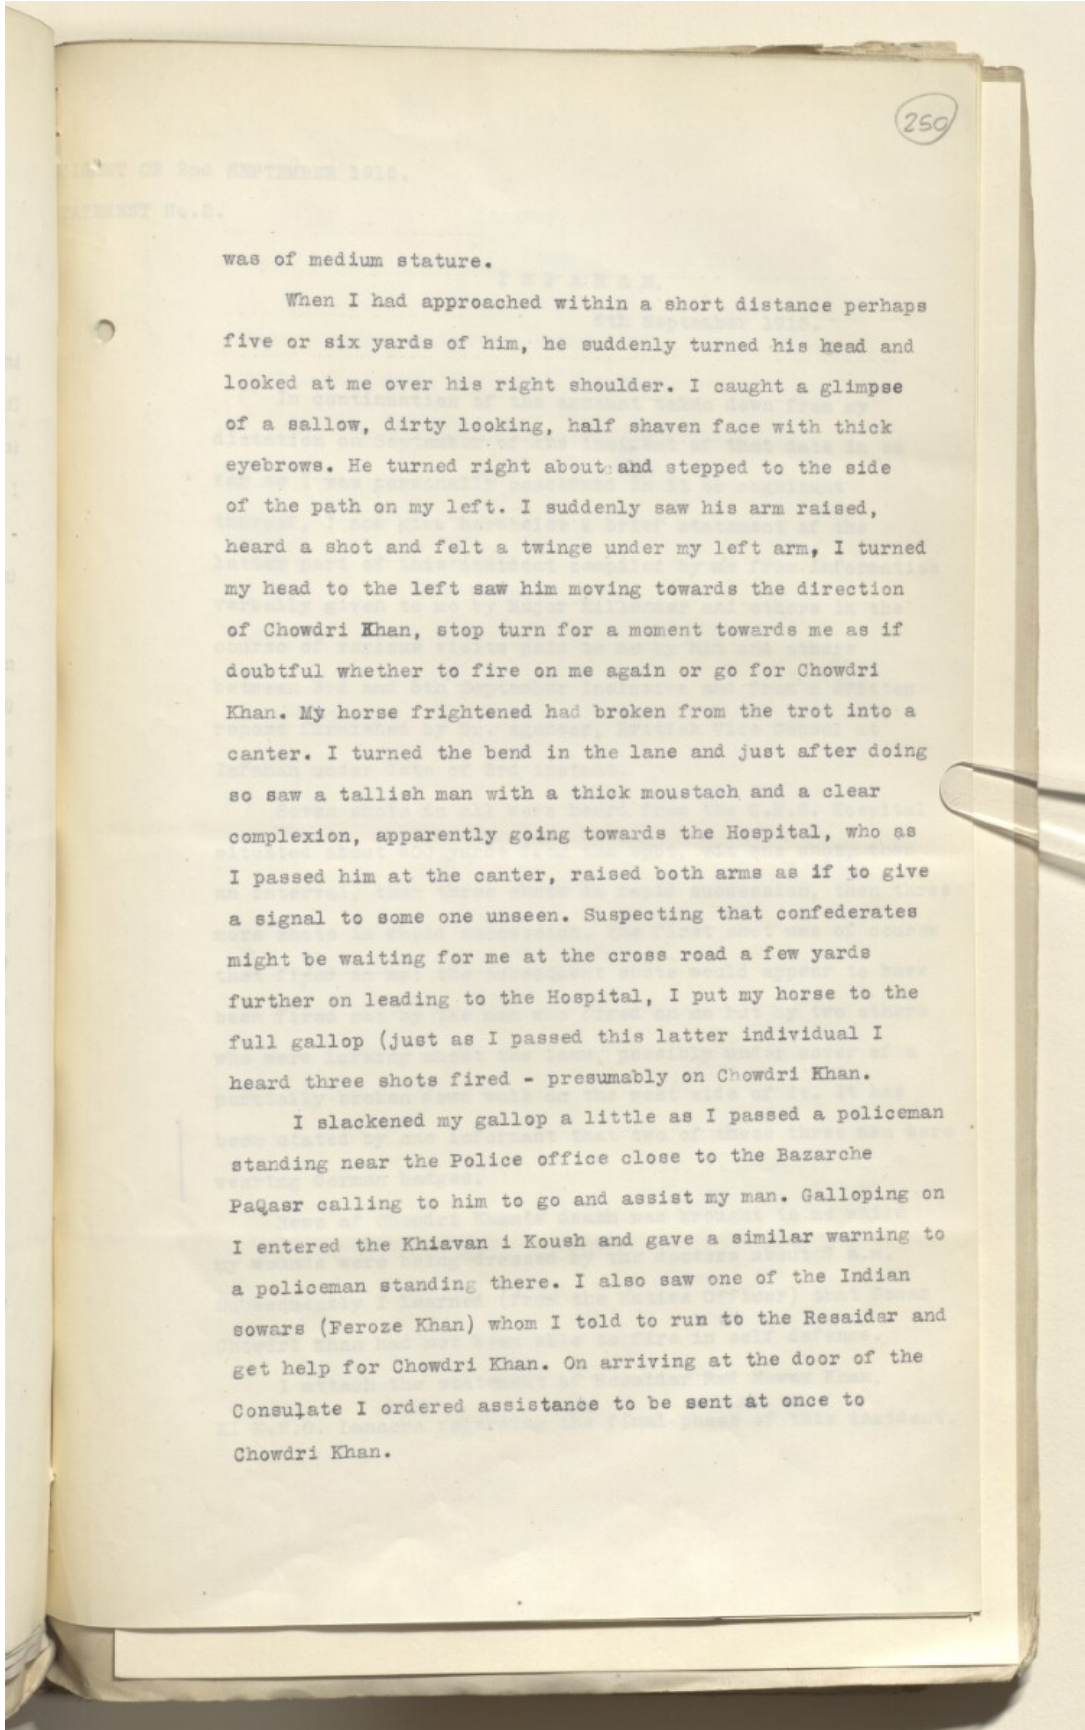 250
was of medium stature.
When I had approached within a short distance perhaps
five or six yards of him, he suddenly turned his head and
looked at me over his right shoulder. I caught a glimpse
of a sallow, dirty looking, half shaven face with thick
eyebrows. He turned right about and stepped to the side
of the path on my left. I suddenly saw his arm raised,
heard a shot and felt a twinge under my left arm, I turned
my head to the left saw him moving towards the direction
of Chowdri Khan, stop turn for a moment towards me as if
doubtful whether to fire on me again or go for Chowdri
Khan. My horse frightened had broken from the trot into a
canter. I turned the bend in the lane and just after doing
so saw a tallish man with a thick moustach and a clear
complexion, apparently going towards the Hospital, who as
I passed him at the canter, raised both arms as if to give
a signal to some one unseen. Suspecting that confederates
might be waiting for me at the cross road a few yards
further on leading to the Hospital, I put my horse to the
full gallop (just as I passed this latter individual I
heard three shots fired - presumably on Chowdri Khan.
I slackened my gallop a little as I passed a policeman
standing near the Police office close to the Bazarche
PaQasr calling to him to go and assist my man. Galloping on
I entered the Khiavan i Koush and gave a similar warning to
a policeman standing there. I also saw one of the Indian
sowars (Feroze Khan) whom I told to run to the Resaidar and
get help for Chowdri Khan. On arriving at the door of the
Consulate I ordered assistance to be sent at once to
Chowdri Khan.